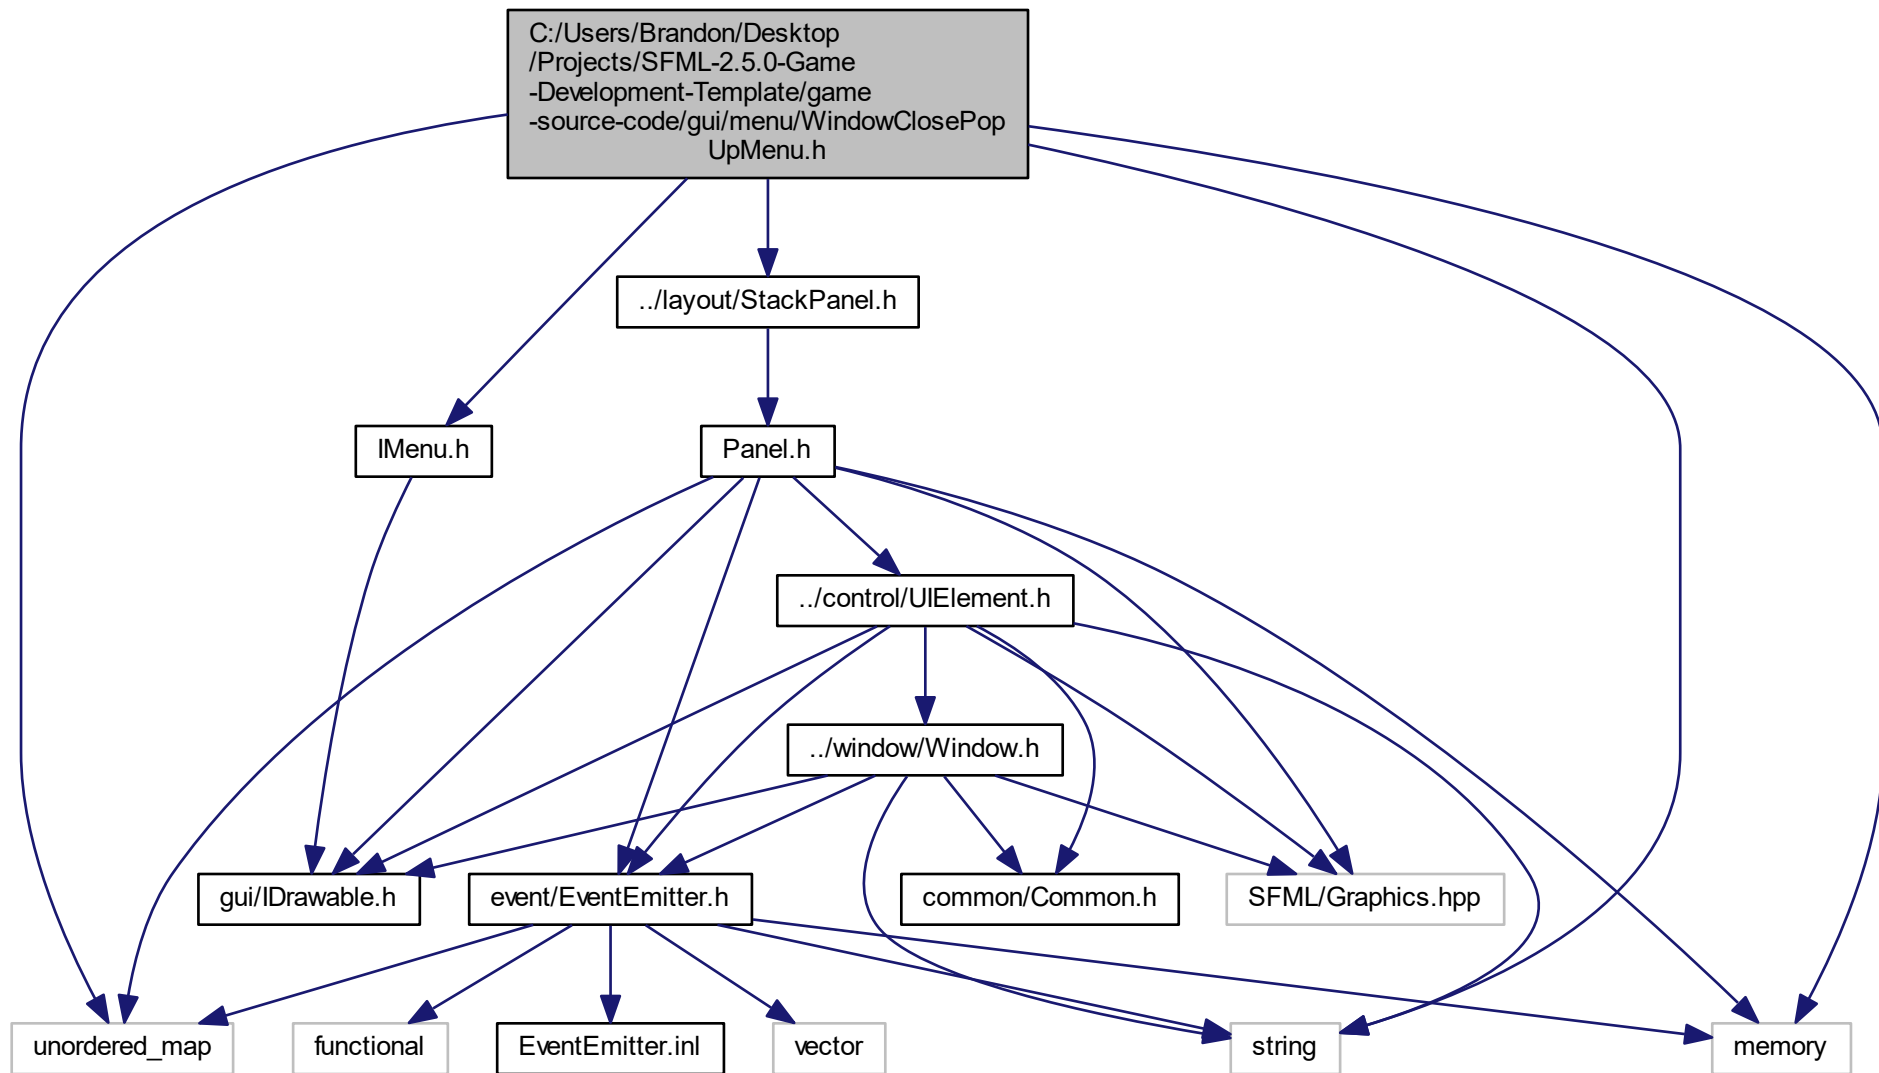 C:/Users/Brandon/Desktop
/Projects/SFML-2.5.0-Game
-Development-Template/game
-source-code/gui/menu/WindowClosePop
UpMenu.h
../layout/StackPanel.h
IMenu.h
Panel.h
../control/UIElement.h
../window/Window.h
gui/IDrawable.h
event/EventEmitter.h
common/Common.h
SFML/Graphics.hpp
unordered_map
functional
EventEmitter.inl
vector
string
memory